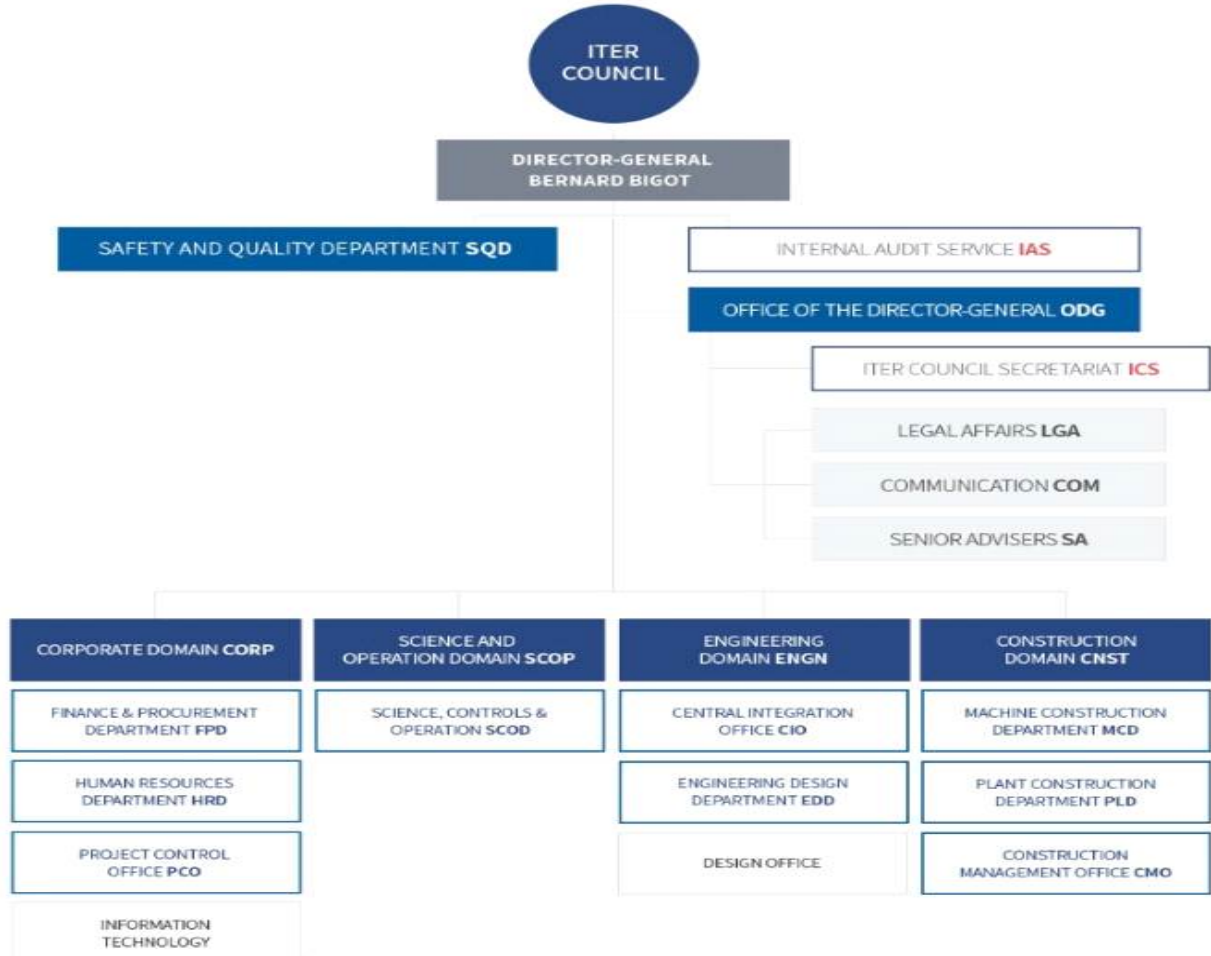 ITER
COUNCIL
DIRECTOR-GENERAL
BERNARD BIGOT
SAFETY AND QUALITY DEPARTMENT SQD
INTERNAL AUDIT SERVICE IAS
OFFICE OF THE DIRECTOR-GENERAL ODG
ITER COUNCIL SECRETARIAT ICS
LEGAL AFFAIRS LGA
COMMUNICATION COM
SENIOR ADVISERS SA
CORPORATE DOMAIN CORP
SCIENCE AND
OPERATION DOMAIN SCOP
ENGINEERING
DOMAIN ENGN
CONSTRUCTION
DOMAIN CNST
FINANCE & PROCUREMENT
DEPARTMENT FPD
SCIENCE, CONTROLS &
OPERATION SCOD
CENTRAL INTEGRATION
OFFICE CIO
MACHINE CONSTRUCTION
DEPARTMENT MCD
HUMAN RESOURCES
DEPARTMENT HRD
ENGINEERING DESIGN
DEPARTMENT EDD
PLANT CONSTRUCTION
DEPARTMENT PLD
PROJECT CONTROL
OFFICE PCO
DESIGN OFFICE
CONSTRUCTION
MANAGEMENT OFFICE CMO
INFORMATION
TECHNOLOGY